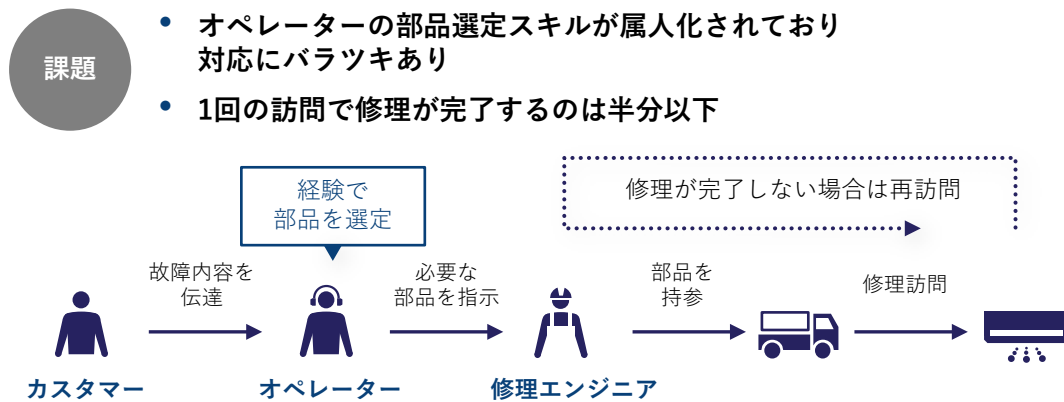 課題
• オペレーターの部品選定スキルが属人化されており
対応にバラツキあり
• 1回の訪問で修理が完了するのは半分以下
経験で
部品を選定
修理が完了しない場合は再訪問
故障内容を
伝達
必要な
部品を指示
部品を
持参
修理訪問
カスタマー
オペレーター
修理エンジニア